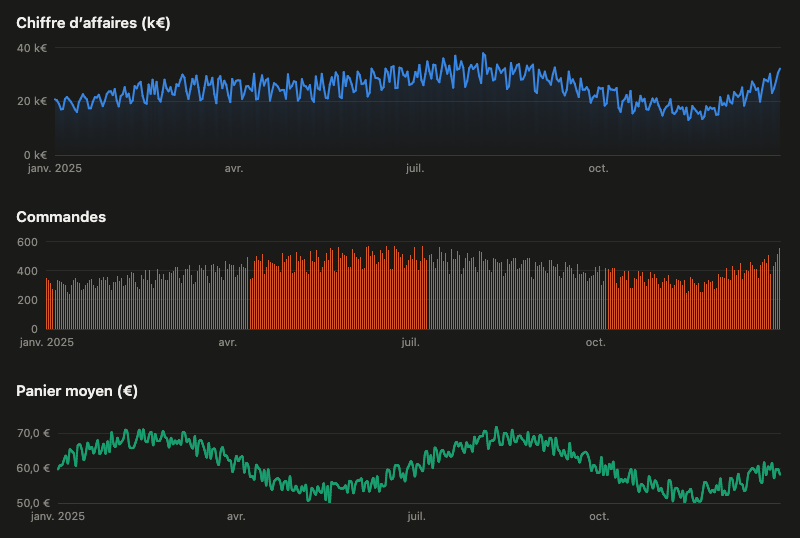 Chiffre d’affaires (k€)
40 k€
20 k€
0 k€
janv. 2025 avr. juil. oct.
Commandes
600
400
200
0
janv. 2025 avr. juil. oct.
Panier moyen (€)
70,0 €
60,0 €
50,0 €
janv. 2025 avr. juil. oct.